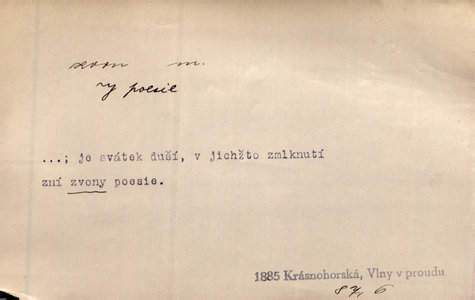 zvon m.
~y poesie
...; je svátek duší, v jichžto zmlknutí
zní zvony poesie.
1885 Krásnohorská, Vlny v proudu
87, 6